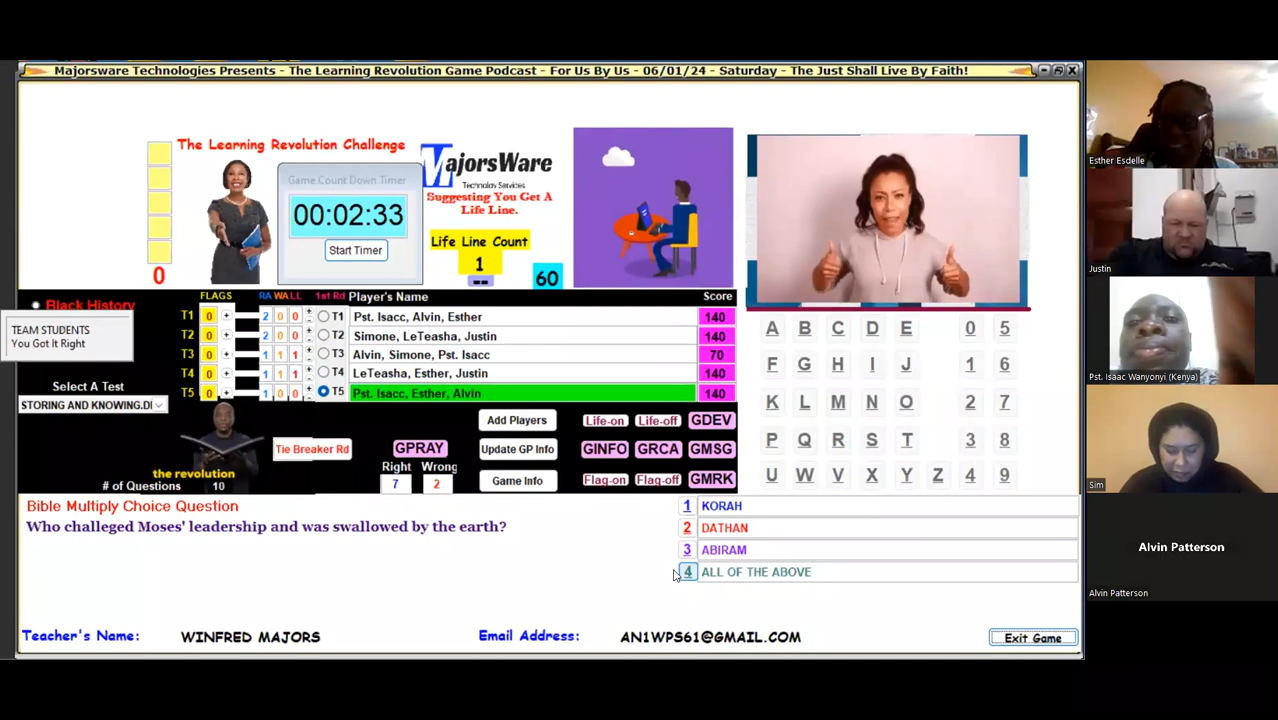 Majorsware Technologies Presents - The Learning Revolution Game Podcast - For Us By Us - 06/01/24 - Saturday - The Just Shall Live By Faith!
The Learning Revolution Challenge
0
Game Count Down Timer
00:02:33
Start Timer
MajorsWare
Technology Services
Suggesting You Get A
Life Line.
Life Line Count
1
--
60
Black History
TEAM STUDENTS
You Got It Right
Select A Test
STORING AND KNOWING.D
FLAGS RA WA LL 1st Rd Player's Name Score
T1 0 + 2 0 0 T1 Pst. Isacc, Alvin, Esther 140
T2 0 + 2 0 0 T2 Simone, LeTeasha, Justin 140
T3 0 + 1 1 1 T3 Alvin, Simone, Pst. Isacc 70
T4 0 + 1 1 1 T4 LeTeasha, Esther, Justin 140
T5 0 + 1 0 0 T5 Pst. Isacc, Esther, Alvin 140
the revolution
# of Questions 10
Tie Breaker Rd
GPRAY
Right Wrong
7 2
Add Players Life-on Life-off GDEV
Update GP Info GINFO GRCA GMSG
Game Info Flag-on Flag-off GMRK
A B C D E 0 5
F G H I J 1 6
K L M N O 2 7
P Q R S T 3 8
U W V X Y Z 4 9
Bible Multiply Choice Question
Who challeged Moses' leadership and was swallowed by the earth?
1 KORAH
2 DATHAN
3 ABIRAM
4 ALL OF THE ABOVE
Teacher's Name: WINFRED MAJORS Email Address: AN1WPS61@GMAIL.COM Exit Game
Esther Esdelle
Justin
Pst. Isaac Wanyonyi (Kenya)
Sim
Alvin Patterson
Alvin Patterson